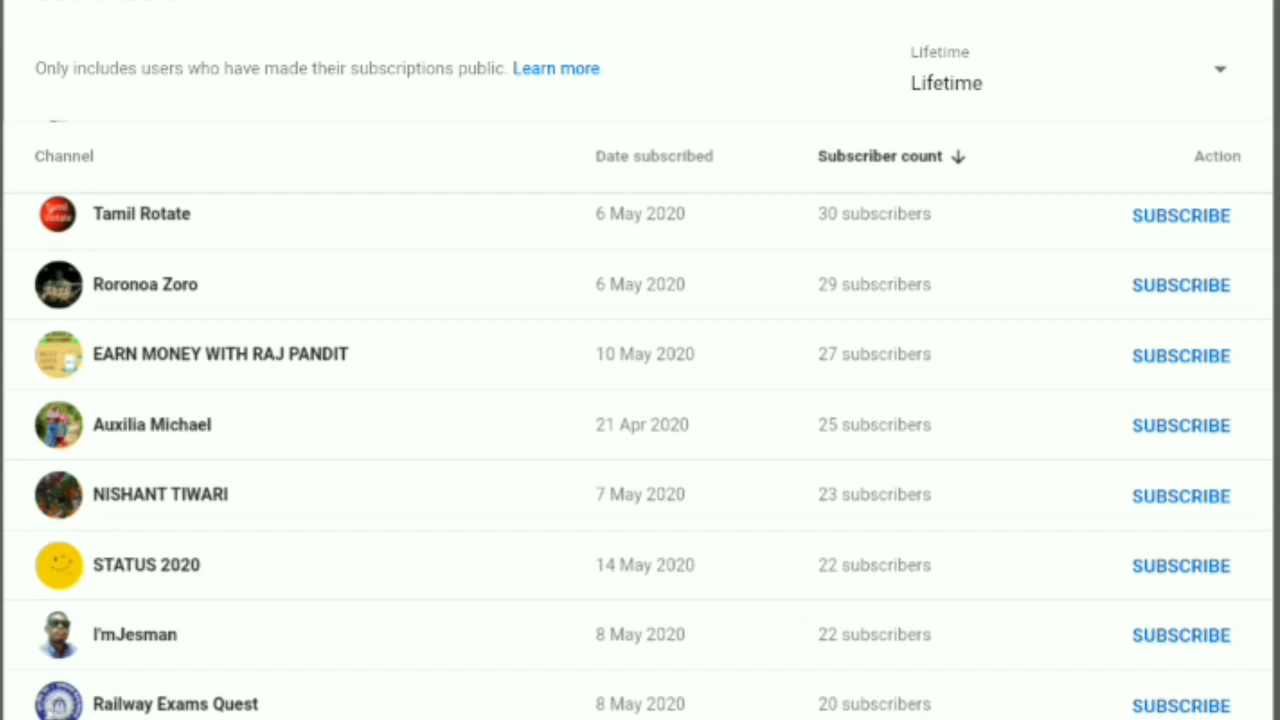 Only includes users who have made their subscriptions public. Learn more
Lifetime
Lifetime
Channel Date subscribed Subscriber count Action
Tamil Rotate 6 May 2020 30 subscribers SUBSCRIBE
Roronoa Zoro 6 May 2020 29 subscribers SUBSCRIBE
EARN MONEY WITH RAJ PANDIT 10 May 2020 27 subscribers SUBSCRIBE
Auxilia Michael 21 Apr 2020 25 subscribers SUBSCRIBE
NISHANT TIWARI 7 May 2020 23 subscribers SUBSCRIBE
STATUS 2020 14 May 2020 22 subscribers SUBSCRIBE
I'mJesman 8 May 2020 22 subscribers SUBSCRIBE
Railway Exams Quest 8 May 2020 20 subscribers SUBSCRIBE